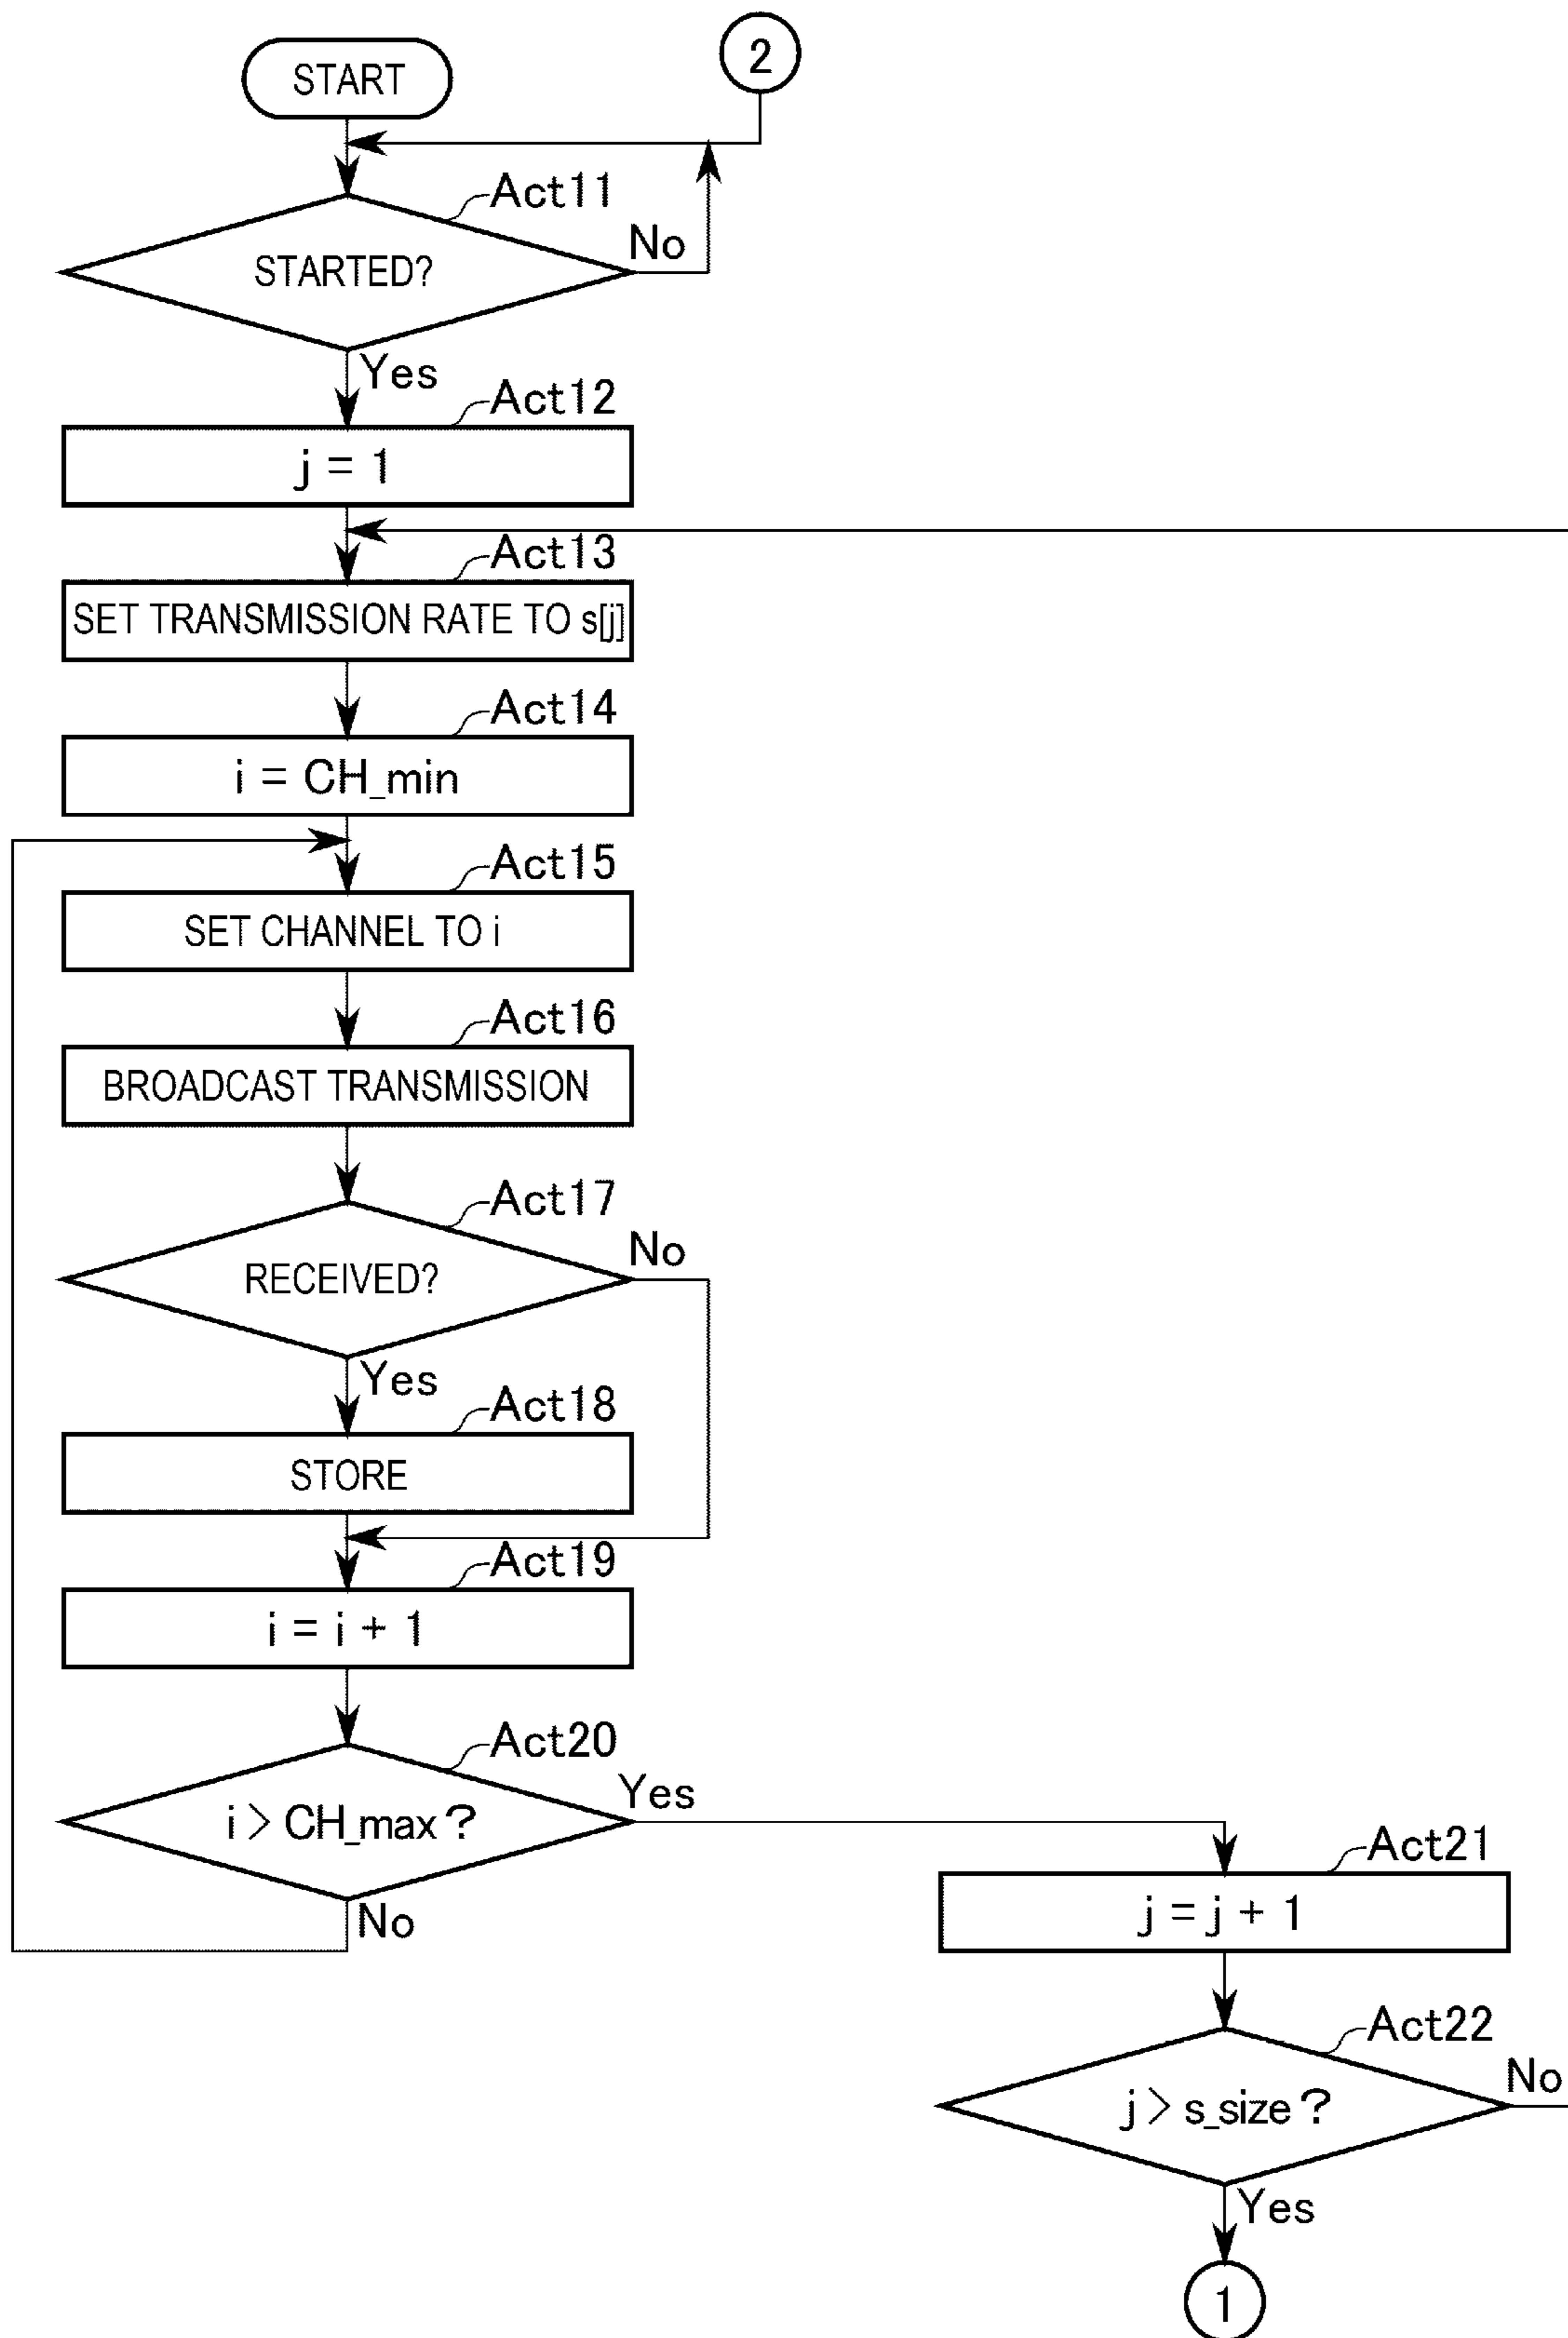 START
2
Act11
STARTED?
No
Yes
Act12
j = 1
Act13
SET TRANSMISSION RATE TO s[j]
Act14
i = CH_min
Act15
SET CHANNEL TO i
Act16
BROADCAST TRANSMISSION
Act17
RECEIVED?
No
Yes
Act18
STORE
Act19
i = i + 1
Act20
i > CH_max ?
Yes
No
Act21
j = j + 1
Act22
j > s_size ?
No
Yes
1